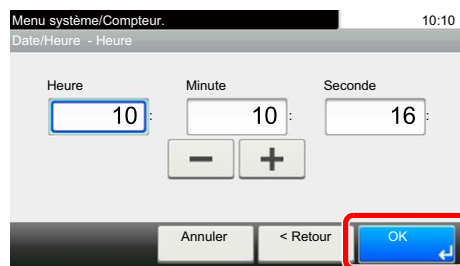 Menu système/Compteur. 10:10
Date/Heure - Heure
Heure Minute Seconde
10 : 10 : 16 :
− +
Annuler < Retour OK